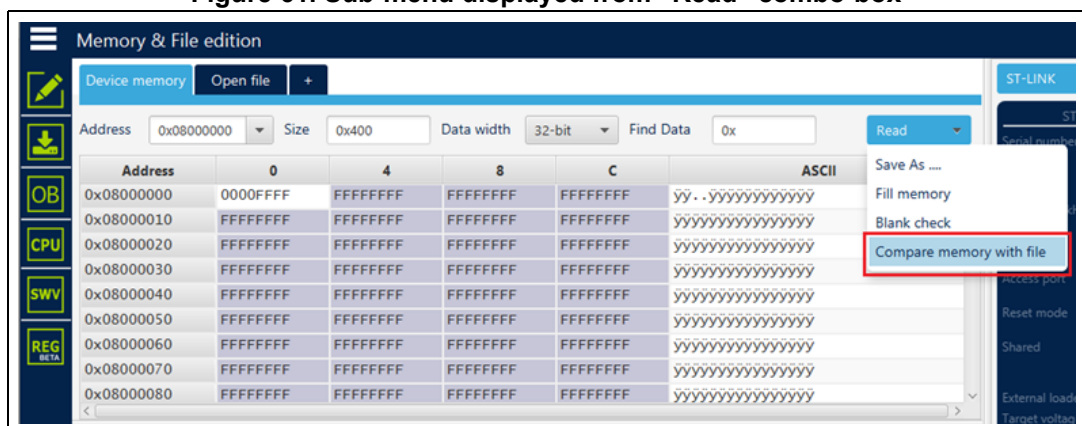 Figure 31. Sub-menu displayed from "Read" combo-box
Memory & File edition
Device memory Open file + ST-LINK
Address 0x08000000 Size 0x400 Data width 32-bit Find Data 0x Read
Serial number
Address 0 4 8 C ASCII
Save As ....
0x08000000 0000FFFF FFFFFFFF FFFFFFFF FFFFFFFF ÿÿ..ÿÿÿÿÿÿÿÿÿÿÿÿ
Fill memory
OB
0x08000010 FFFFFFFF FFFFFFFF FFFFFFFF FFFFFFFF ÿÿÿÿÿÿÿÿÿÿÿÿÿÿÿÿ
Blank check
0x08000020 FFFFFFFF FFFFFFFF FFFFFFFF FFFFFFFF ÿÿÿÿÿÿÿÿÿÿÿÿÿÿÿÿ
CPU
Compare memory with file
0x08000030 FFFFFFFF FFFFFFFF FFFFFFFF FFFFFFFF ÿÿÿÿÿÿÿÿÿÿÿÿÿÿÿÿ
Access port
SWV
0x08000040 FFFFFFFF FFFFFFFF FFFFFFFF FFFFFFFF ÿÿÿÿÿÿÿÿÿÿÿÿÿÿÿÿ
0x08000050 FFFFFFFF FFFFFFFF FFFFFFFF FFFFFFFF ÿÿÿÿÿÿÿÿÿÿÿÿÿÿÿÿ
Reset mode
REG
BETA
0x08000060 FFFFFFFF FFFFFFFF FFFFFFFF FFFFFFFF ÿÿÿÿÿÿÿÿÿÿÿÿÿÿÿÿ
Shared
0x08000070 FFFFFFFF FFFFFFFF FFFFFFFF FFFFFFFF ÿÿÿÿÿÿÿÿÿÿÿÿÿÿÿÿ
0x08000080 FFFFFFFF FFFFFFFF FFFFFFFF FFFFFFFF ÿÿÿÿÿÿÿÿÿÿÿÿÿÿÿÿ
External loade
Target voltag